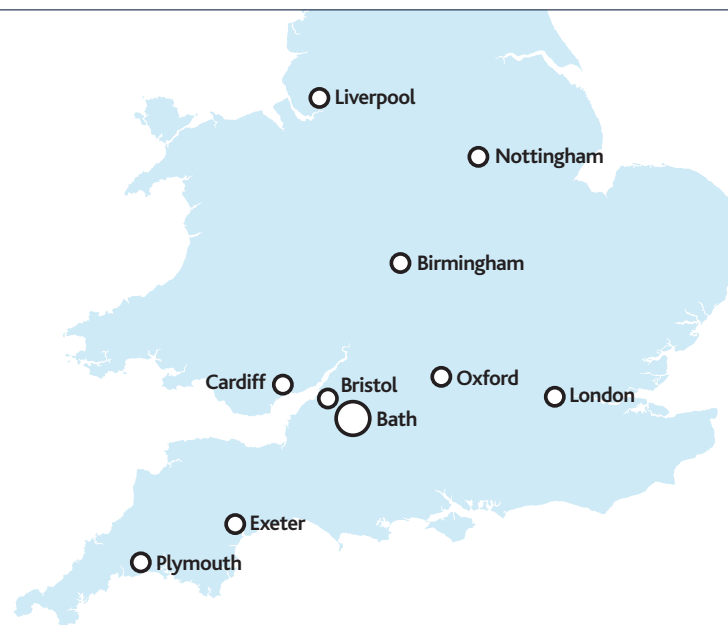 Liverpool
Nottingham
Birmingham
Cardiff
Bristol
Oxford
London
Bath
Exeter
Plymouth